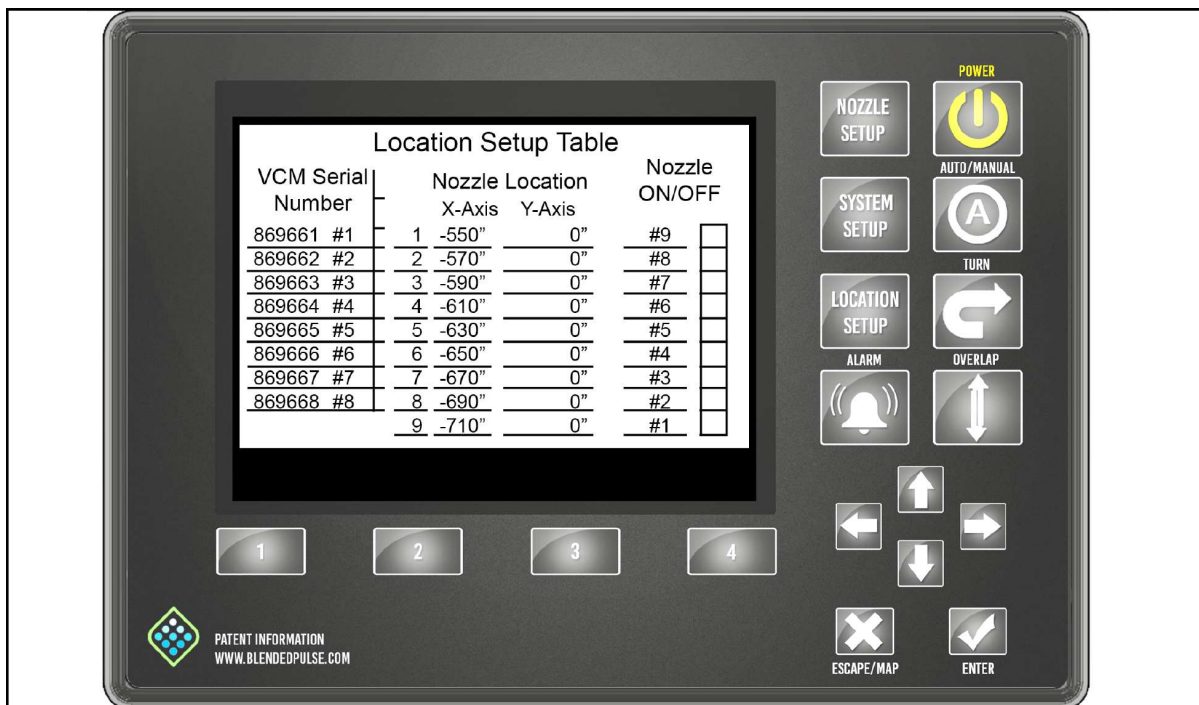 Location Setup Table
VCM Serial Number
Nozzle Location
Nozzle ON/OFF
X-Axis Y-Axis
869661 #1 1 -550” 0” #9
869662 #2 2 -570” 0” #8
869663 #3 3 -590” 0” #7
869664 #4 4 -610” 0” #6
869665 #5 5 -630” 0” #5
869666 #6 6 -650” 0” #4
869667 #7 7 -670” 0” #3
869668 #8 8 -690” 0” #2
9 -710” 0” #1
POWER
NOZZLE
SETUP
AUTO/MANUAL
SYSTEM
SETUP
A
TURN
LOCATION
SETUP
ALARM
OVERLAP
1 2 3 4
PATENT INFORMATION
WWW.BLENDEDPULSE.COM
ESCAPE/MAP
ENTER